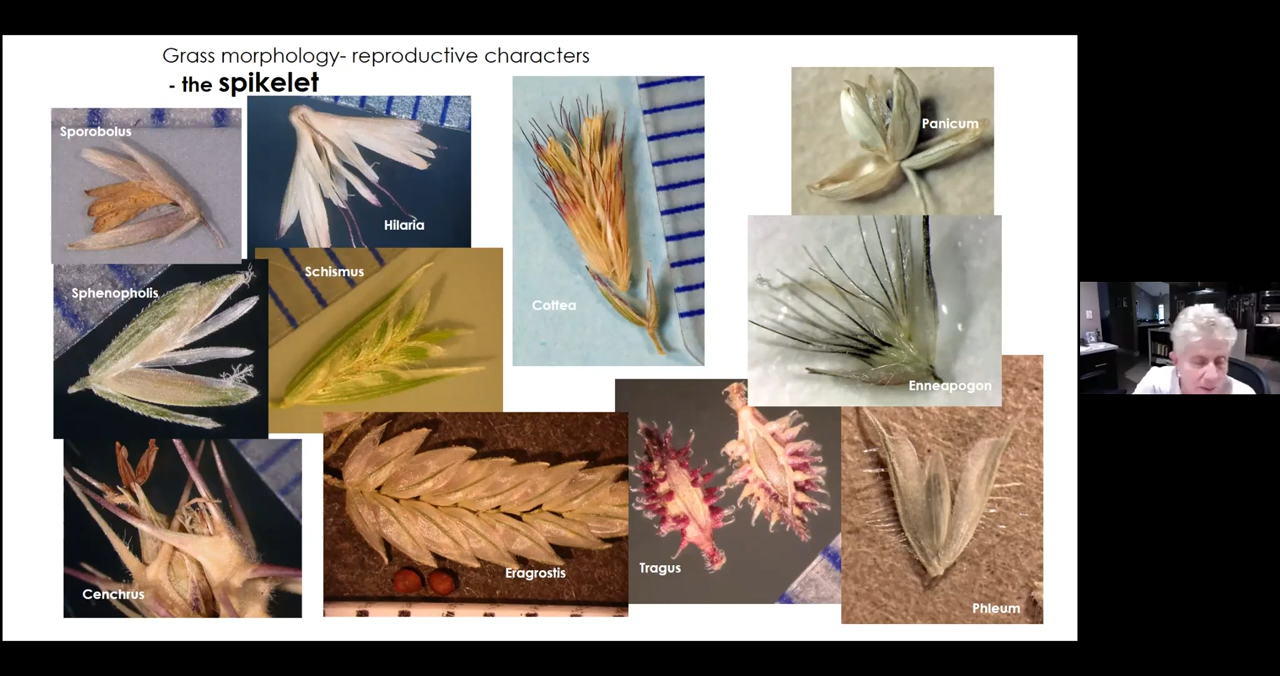 Grass morphology- reproductive characters
- the spikelet
Sporobolus
Hilaria
Cottea
Panicum
Sphenopholis
Schismus
Enneapogon
Cenchrus
Eragrostis
Tragus
Phleum